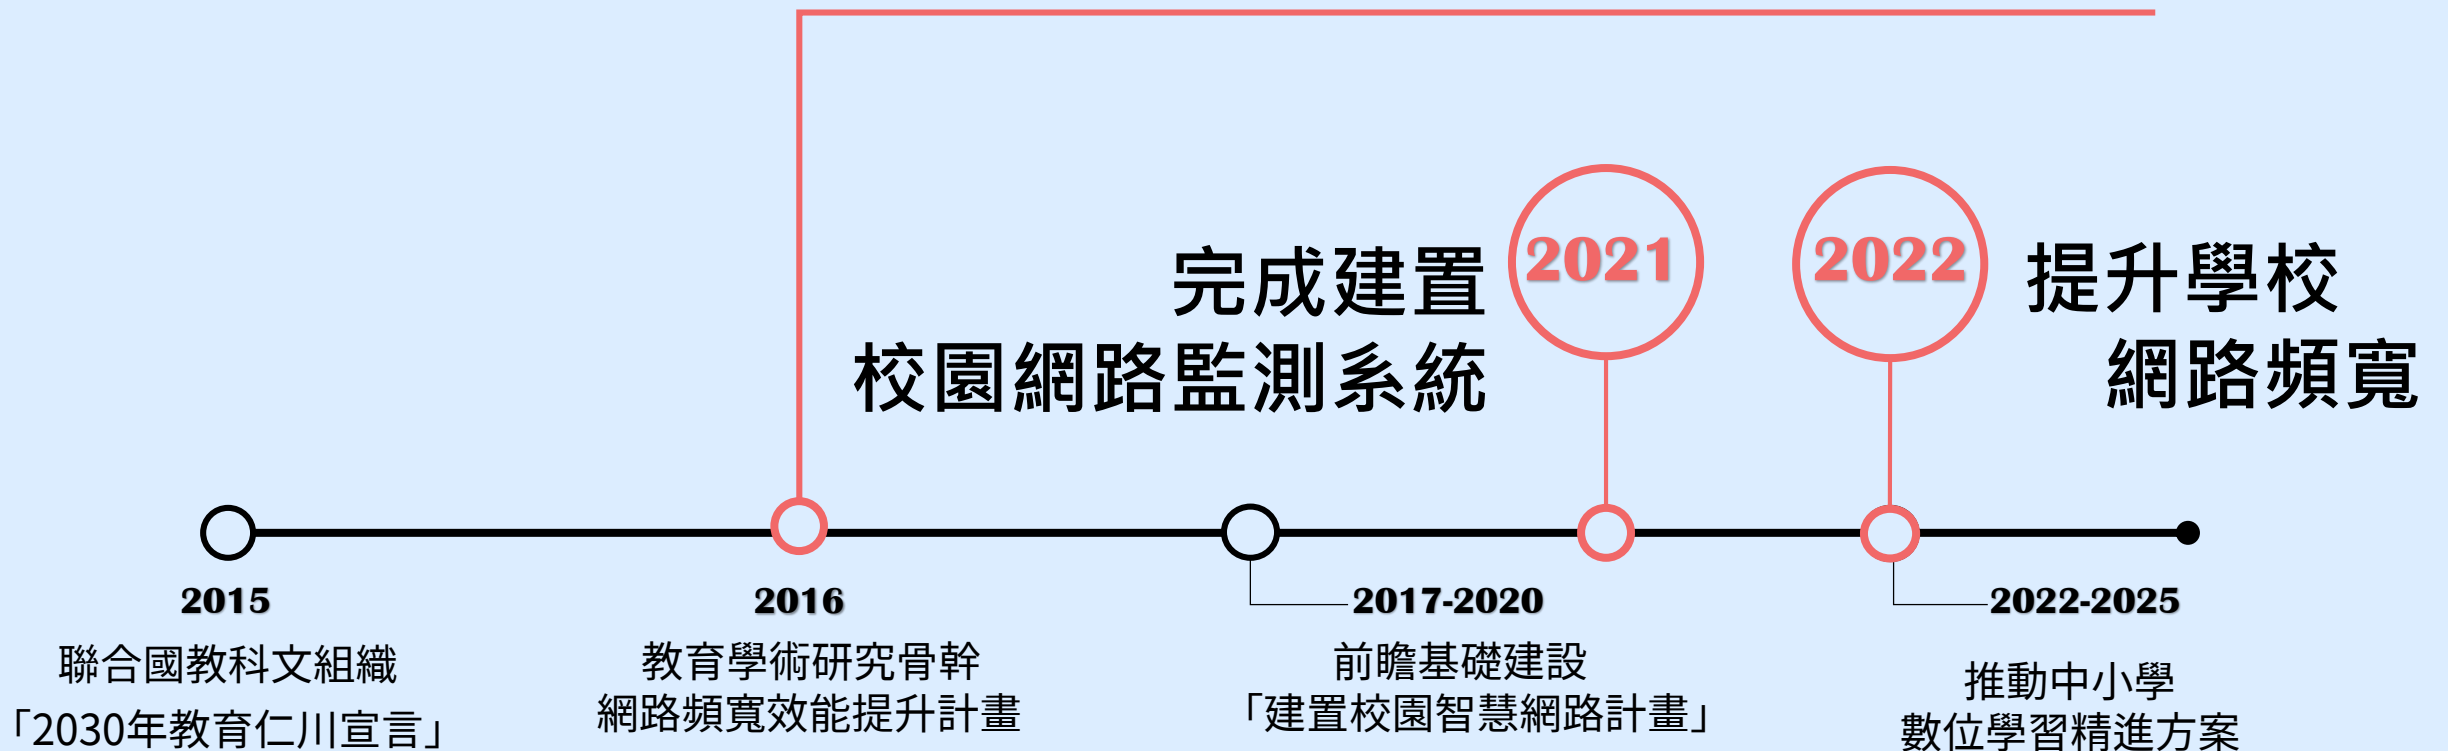 完成建置
校園網路監測系統
2021
2022
提升學校
網路頻寬
2015
聯合國教科文組織
「2030年教育仁川宣言」
2016
教育學術研究骨幹
網路頻寬效能提升計畫
2017-2020
前瞻基礎建設
「建置校園智慧網路計畫」
2022-2025
推動中小學
數位學習精進方案